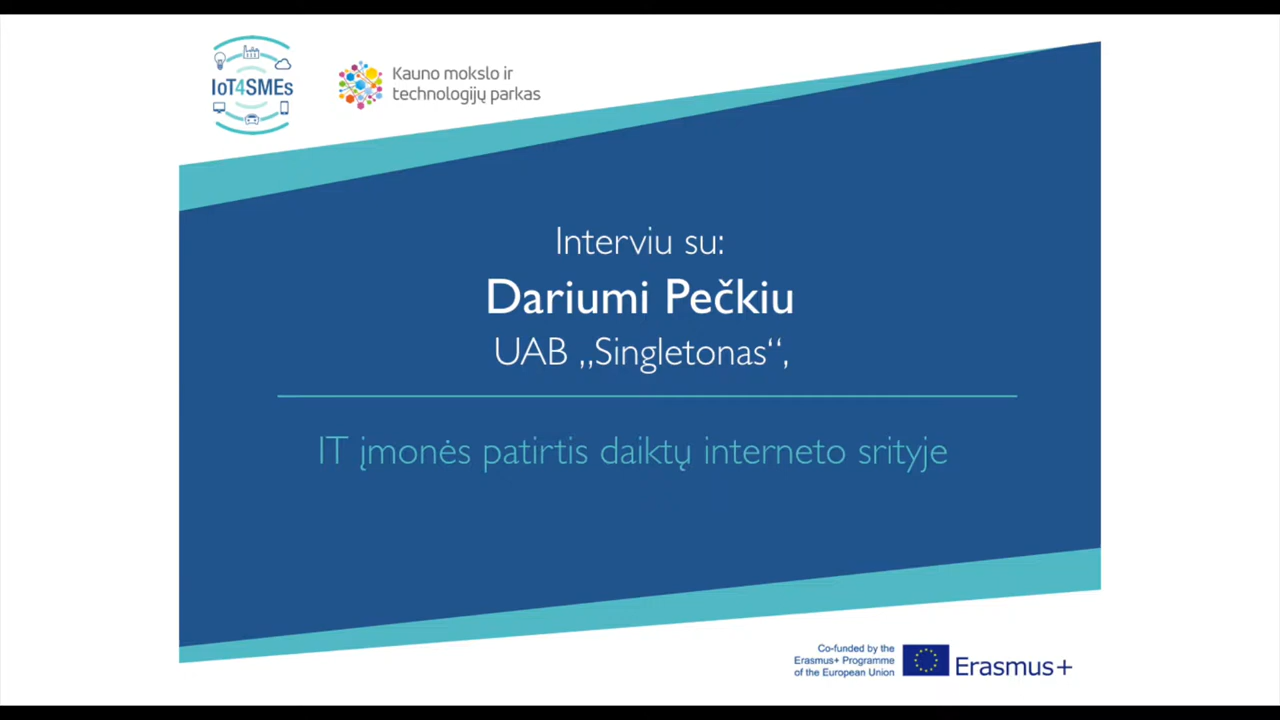 IoT4SMEs
Kauno mokslo ir
technologijų parkas
Interviu su:
Dariumi Pečkiu
UAB ,,Singletonas“,
IT įmonės patirtis daiktų interneto srityje
Co-funded by the
Erasmus+ Programme
of the European Union
Erasmus+